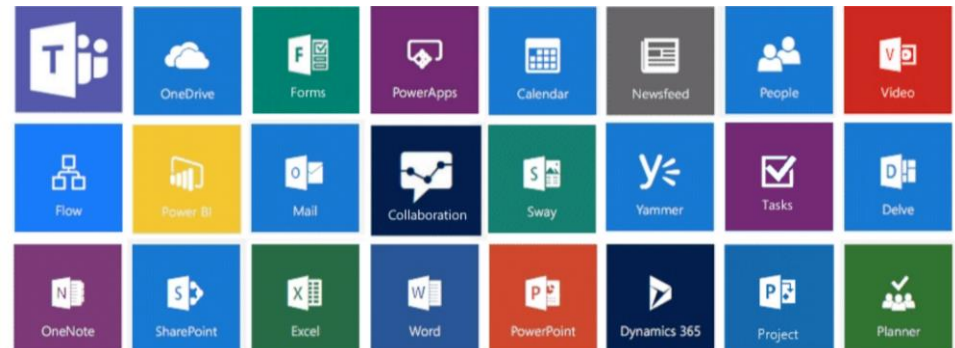 T
OneDrive
F
Forms
PowerApps
Calendar
Newsfeed
People
V
Video
Flow
Power BI
O
Mail
Collaboration
S
Sway
Yammer
Tasks
D
Delve
N
OneNote
S
SharePoint
X
Excel
W
Word
P
PowerPoint
Dynamics 365
P
Project
Planner